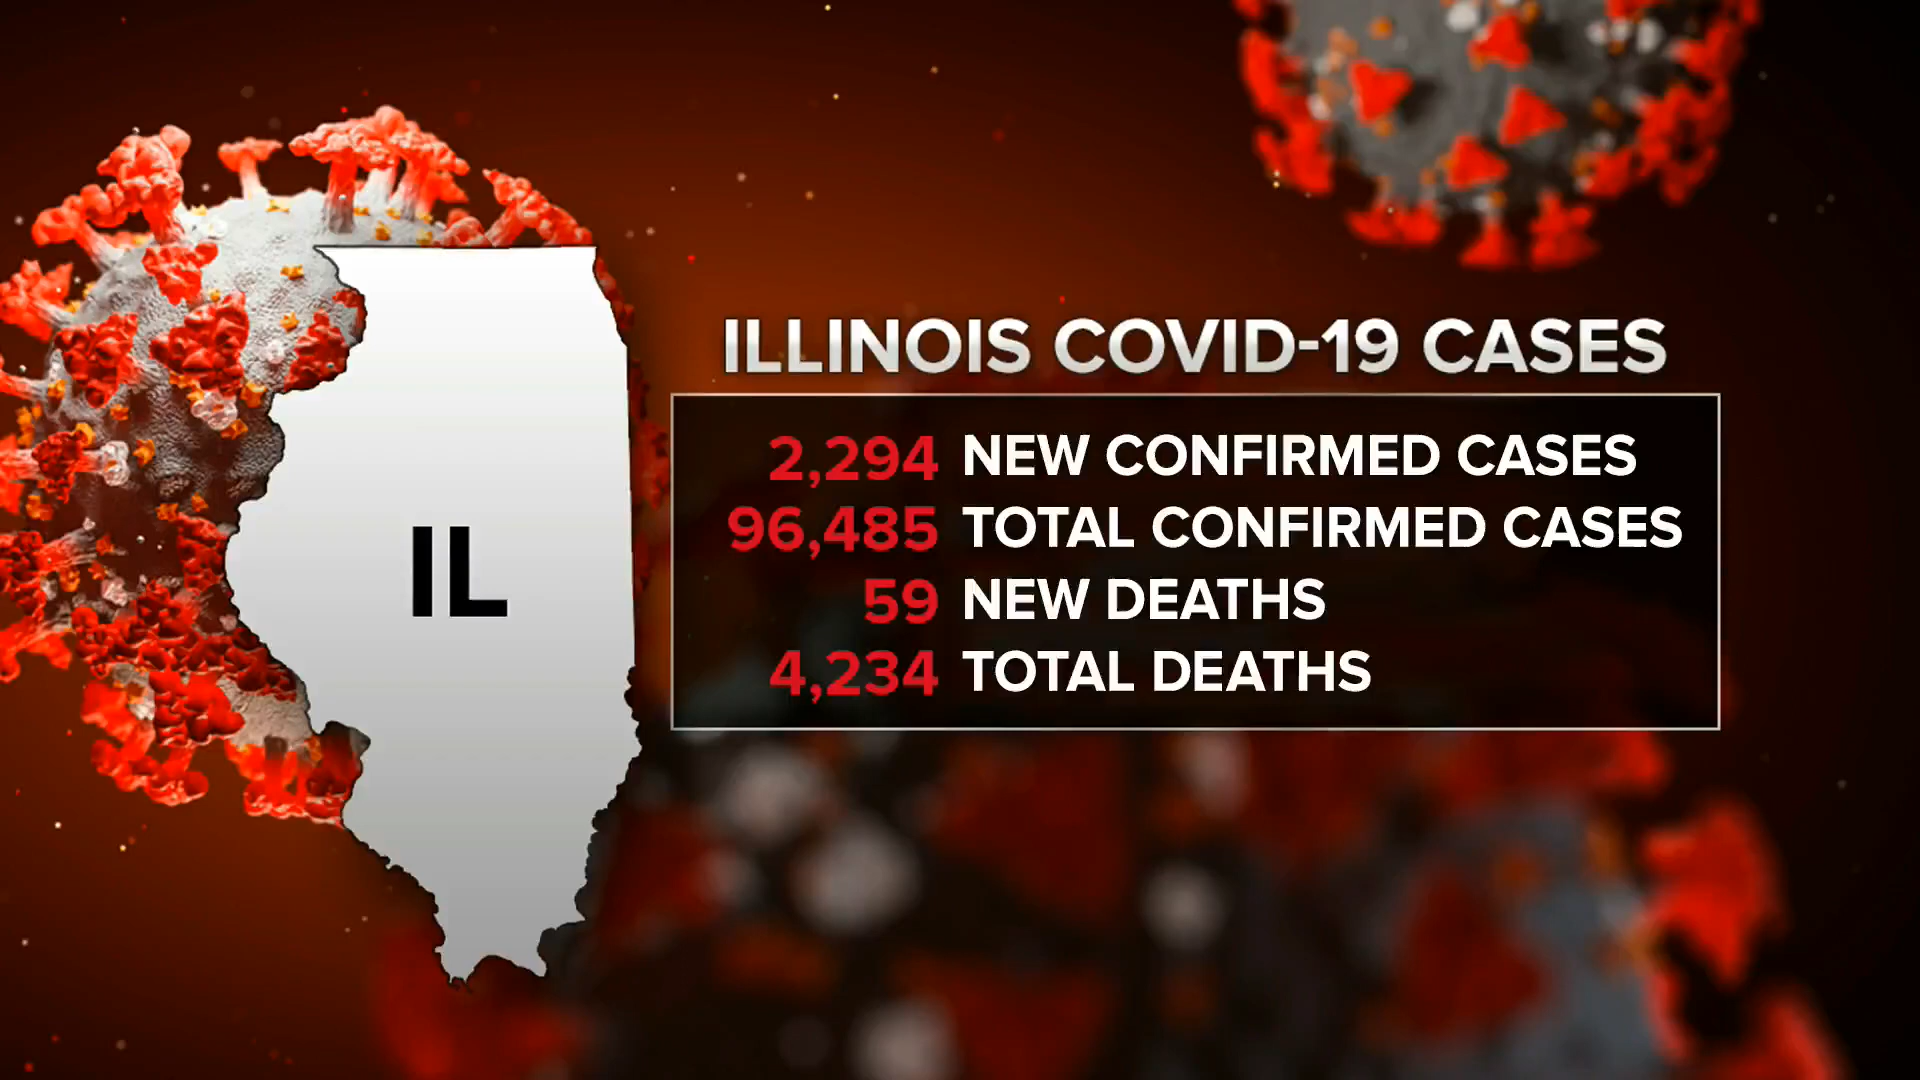 IL
ILLINOIS COVID-19 CASES
2,294 NEW CONFIRMED CASES
96,485 TOTAL CONFIRMED CASES
59 NEW DEATHS
4,234 TOTAL DEATHS